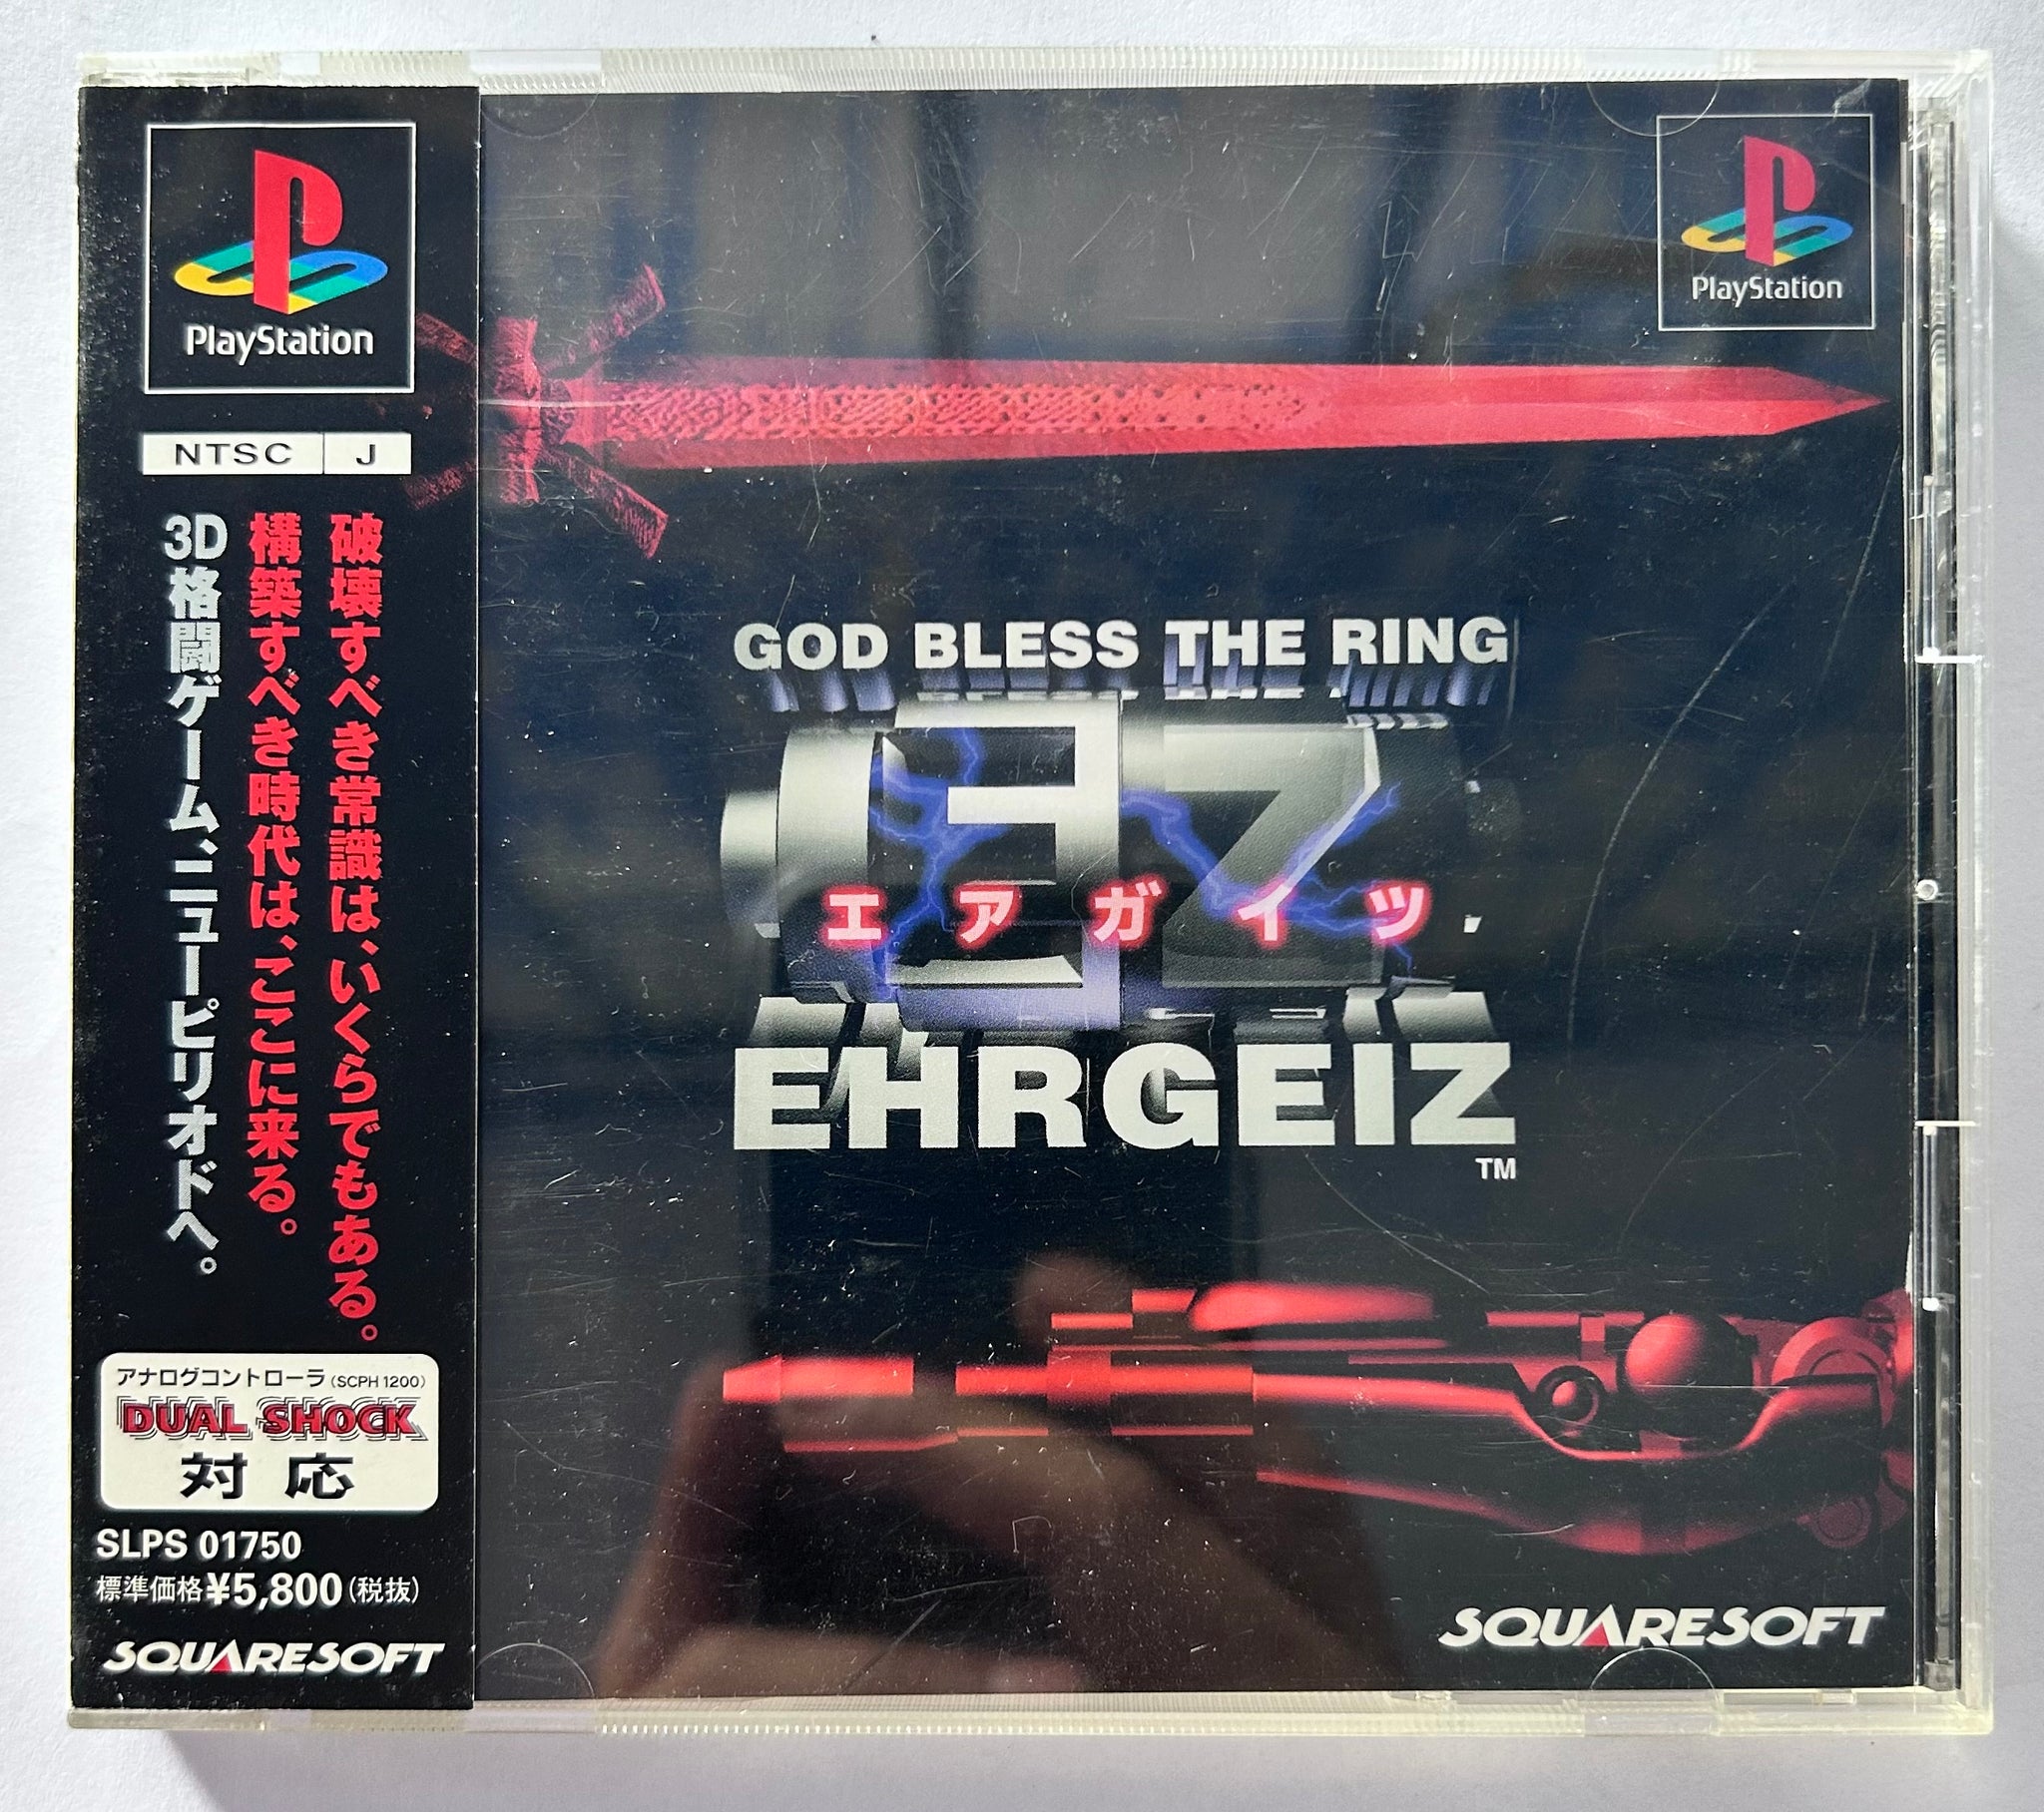 PlayStation
NTSC J
破壊すべき常識は、いくらでもある。
構築すべき時代は、ここに来る。
3D格闘ゲーム、ニューピリオドへ。
アナログコントローラ(SCPH 1200)
DUAL SHOCK
対応
SLPS 01750
標準価格¥5,800(税抜)
SQUARESOFT
PlayStation
GOD BLESS THE RING
EZ
エアガイツ
EHRGEIZ
TM
SQUARESOFT